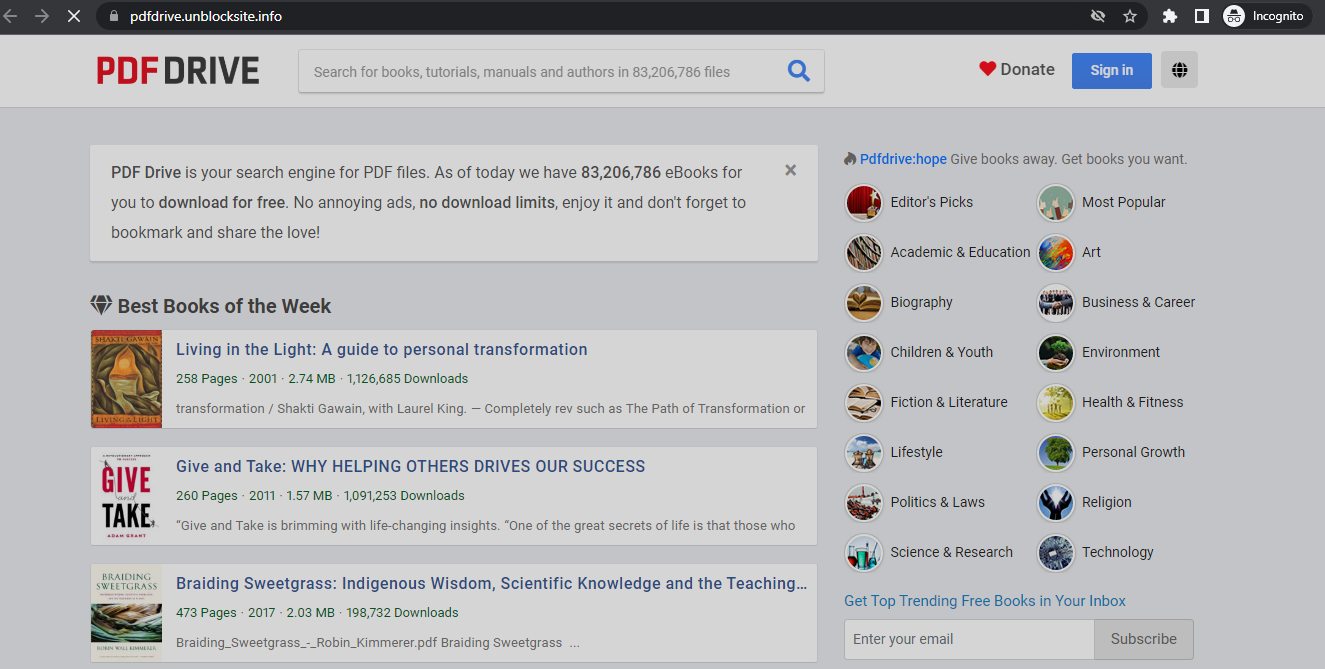 pdfdrive.unblocksite.info
Incognito
PDF DRIVE
Search for books, tutorials, manuals and authors in 83,206,786 files
Donate
Sign in
PDF Drive is your search engine for PDF files. As of today we have 83,206,786 eBooks for
you to download for free. No annoying ads, no download limits, enjoy it and don't forget to
bookmark and share the love!
×
Best Books of the Week
SHAKTI GAWAIN
LIVING IN THE LIGHT
Living in the Light: A guide to personal transformation
258 Pages · 2001 · 2.74 MB · 1,126,685 Downloads
transformation / Shakti Gawain, with Laurel King. — Completely rev such as The Path of Transformation or
GIVE
and
TAKE
ADAM GRANT
Give and Take: WHY HELPING OTHERS DRIVES OUR SUCCESS
260 Pages · 2011 · 1.57 MB · 1,091,253 Downloads
“Give and Take is brimming with life-changing insights. “One of the great secrets of life is that those who
BRAIDING
SWEETGRASS
ROBIN WALL KIMMERER
Braiding Sweetgrass: Indigenous Wisdom, Scientific Knowledge and the Teaching...
473 Pages · 2017 · 2.03 MB · 198,732 Downloads
Braiding_Sweetgrass_-_Robin_Kimmerer.pdf Braiding Sweetgrass ...
Pdfdrive:hope Give books away. Get books you want.
Editor's Picks
Most Popular
Academic & Education
Art
Biography
Business & Career
Children & Youth
Environment
Fiction & Literature
Health & Fitness
Lifestyle
Personal Growth
Politics & Laws
Religion
Science & Research
Technology
Get Top Trending Free Books in Your Inbox
Enter your email
Subscribe